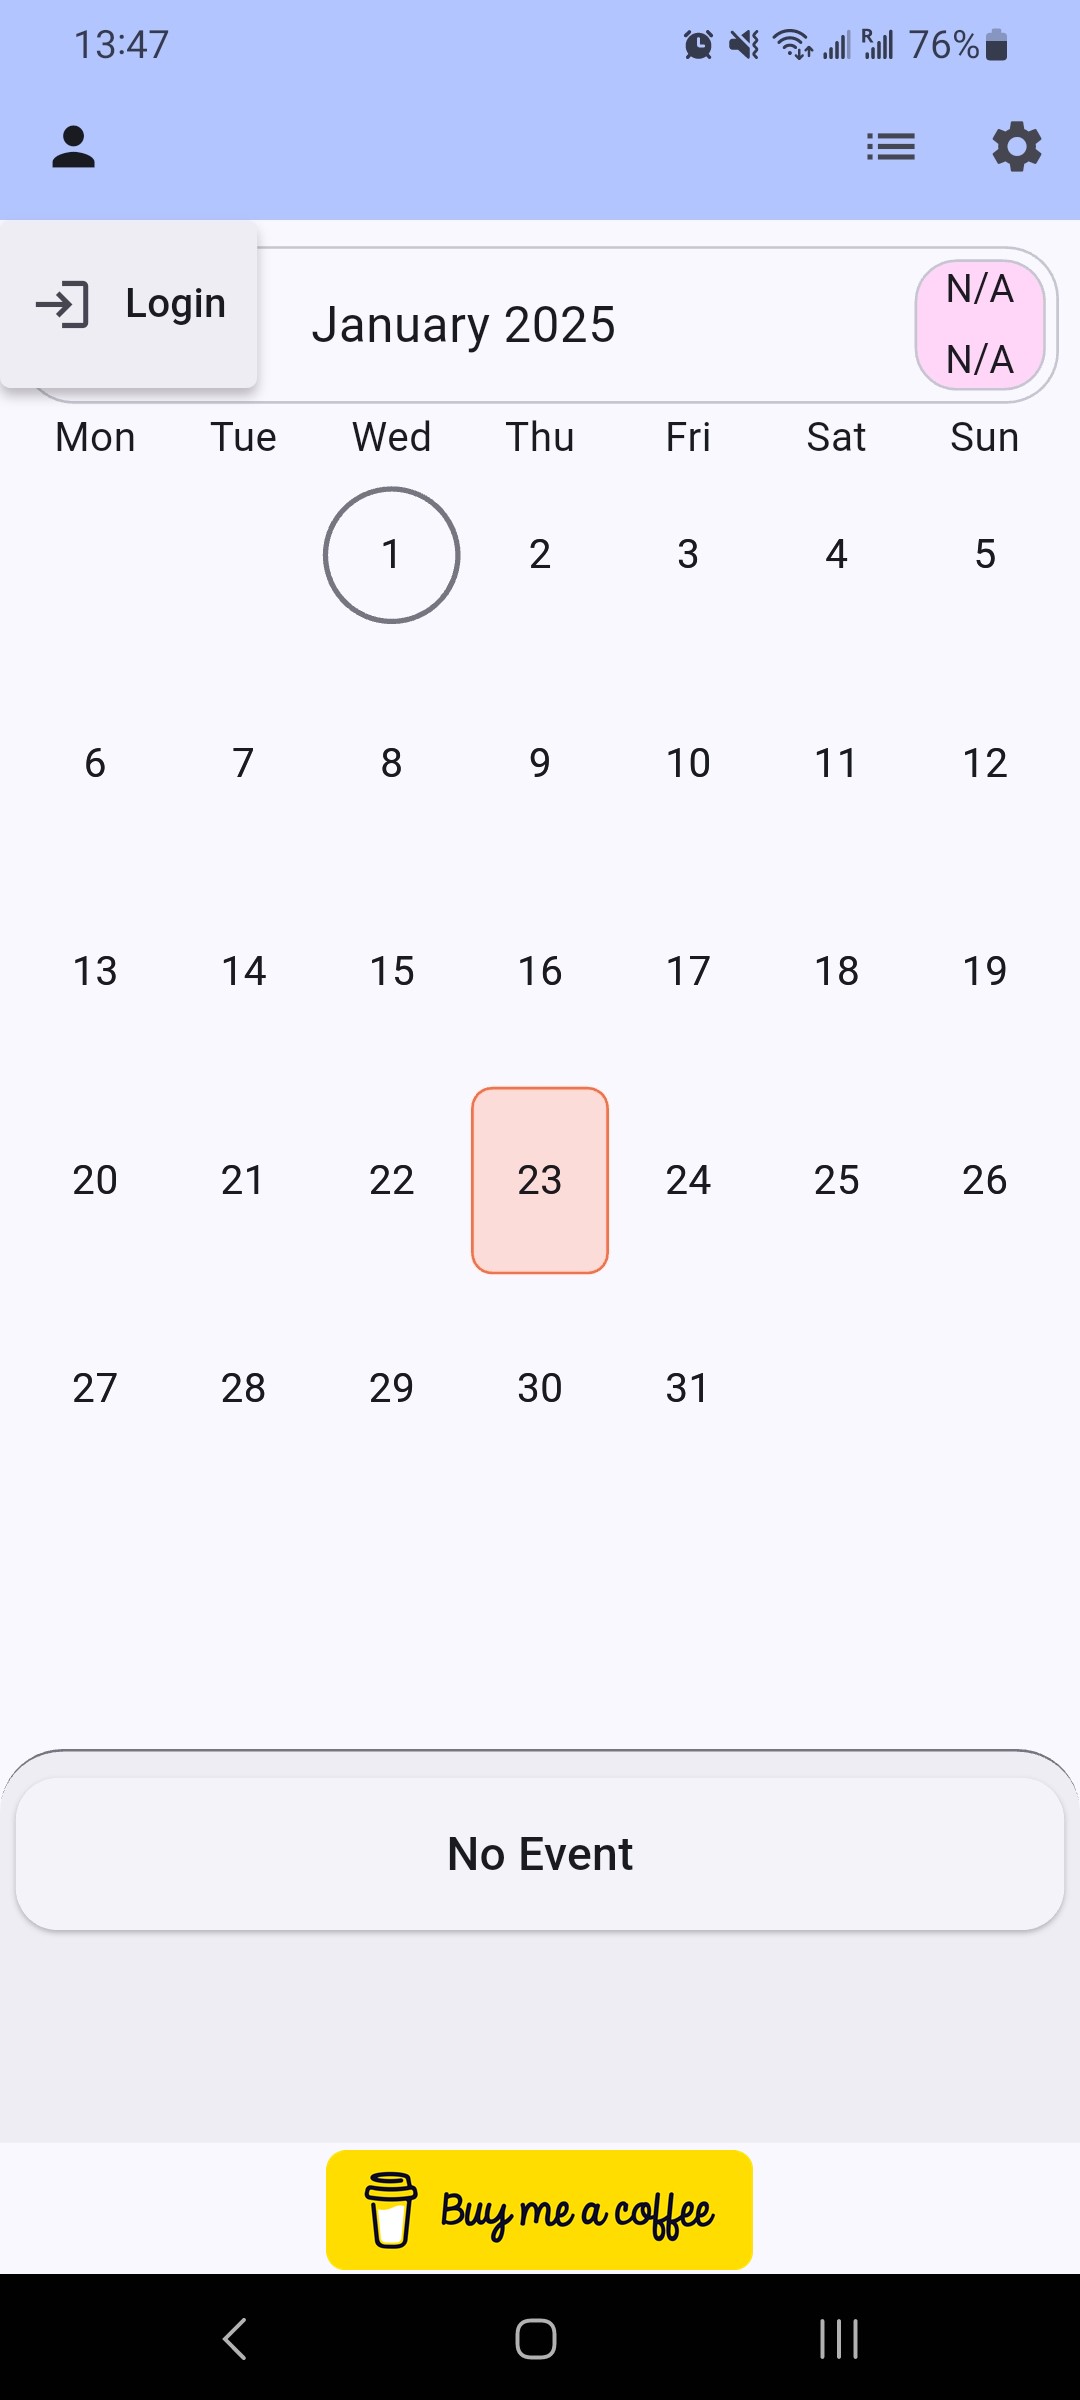 13:47
R
76%
Login
January 2025
N/A
N/A
Mon Tue Wed Thu Fri Sat Sun
1 2 3 4 5
6 7 8 9 10 11 12
13 14 15 16 17 18 19
20 21 22 23 24 25 26
27 28 29 30 31
No Event
Buy me a coffee